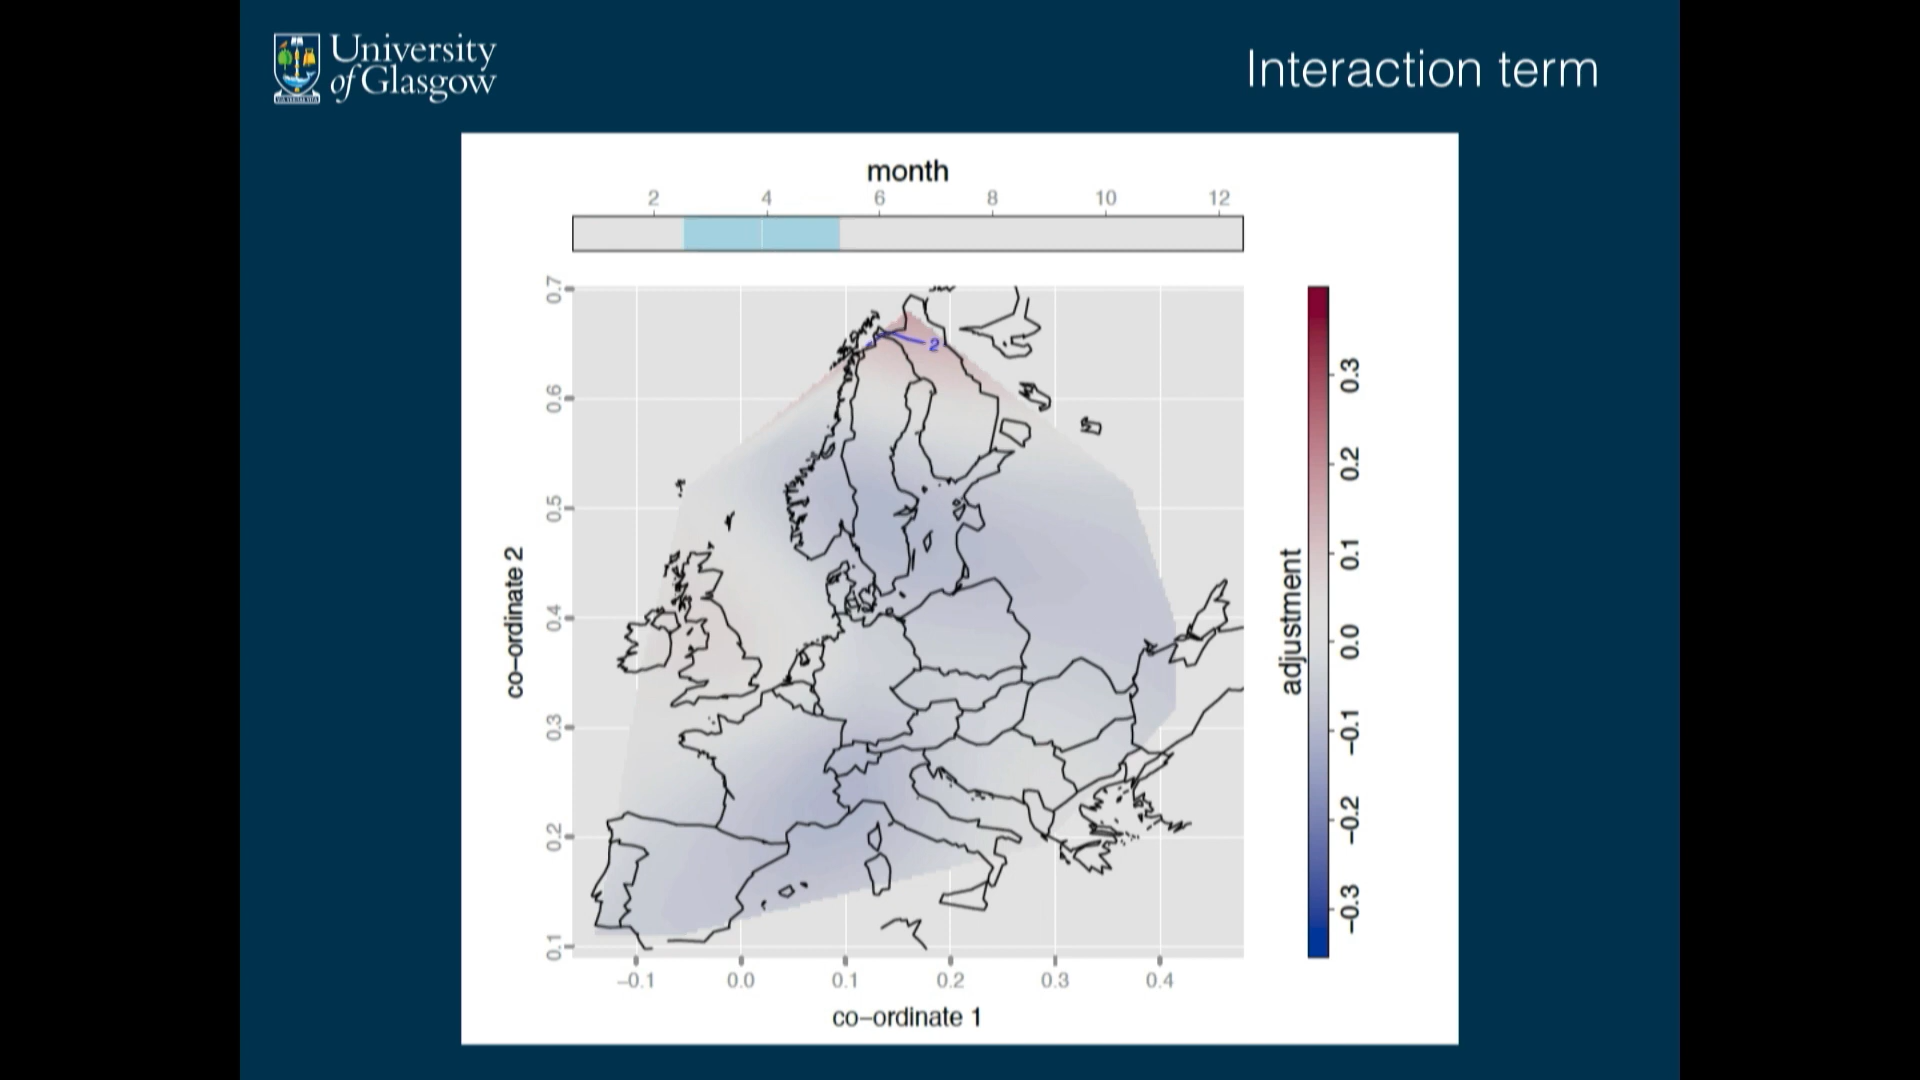 University
of Glasgow
Interaction term
month
2 4 6 8 10 12
0.7
0.6
0.5
0.4
0.3
0.2
0.1
co-ordinate 2
2
0.3
0.2
0.1
0.0
-0.1
-0.2
-0.3
adjustment
-0.1 0.0 0.1 0.2 0.3 0.4
co-ordinate 1